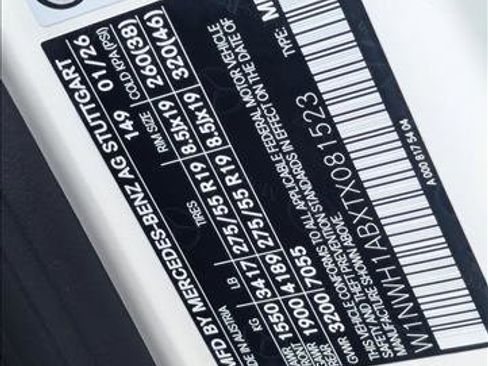 MFD BY MERCEDES-BENZ AG STUTTGART
DE IN AUSTRIA 149 01/26
KG LB TIRES RIM SIZE COLD KPA (PSI)
1550 3417 275/55 R19 8.5Jx19 260(38)
FRONT 1900 4189 275/55 R19 8.5Jx19 320(46)
REAR 3200 7055
VEHICLE CONFORMS TO ALL APPLICABLE FEDERAL MOTOR VEHICLE
SAFETY AND THEFT PREV STANDARDS IN EFFECT ON THE DATE OF
MANUFACTURE SHOWN ABOVE.
W1NWH1ABXTX081523 TYPE: M
A 000 817 54 04